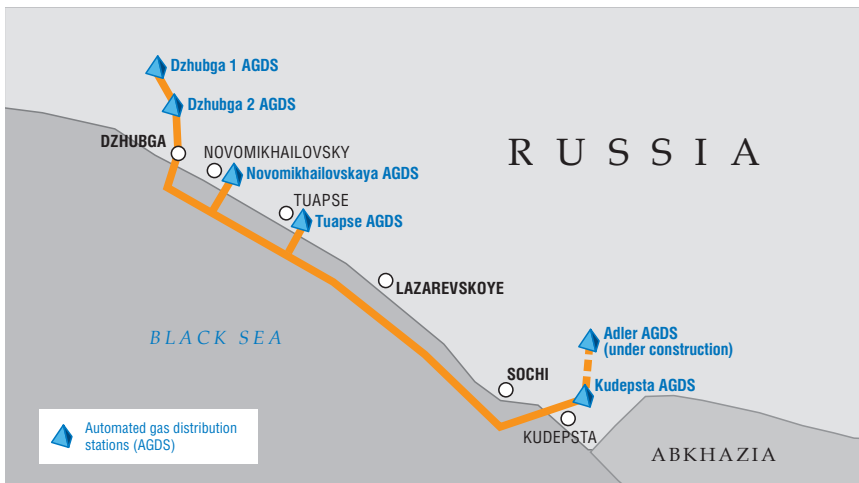 Dzhubga 1 AGDS
Dzhubga 2 AGDS
DZHUBGA
NOVOMIKHAILOVSKY
Novomikhailovskaya AGDS
RUSSIA
TUAPSE
Tuapse AGDS
LAZAREVSKOYE
BLACK SEA
Adler AGDS
(under construction)
SOCHI
Kudepsta AGDS
KUDEPSTA
ABKHAZIA
Automated gas distribution
stations (AGDS)